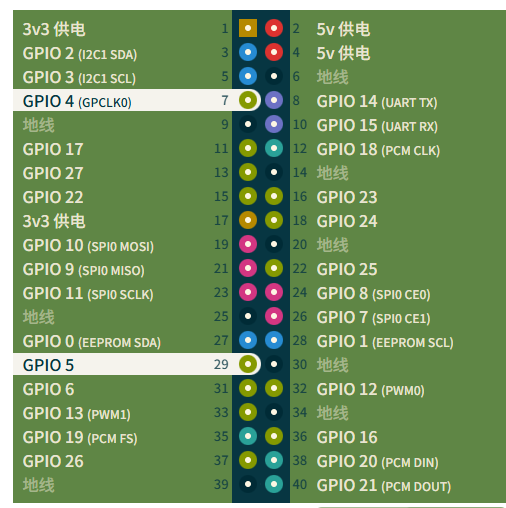 3v3 供电 1 2 5v 供电
GPIO 2 (I2C1 SDA) 3 4 5v 供电
GPIO 3 (I2C1 SCL) 5 6 地线
GPIO 4 (GPCLK0) 7 8 GPIO 14 (UART TX)
地线 9 10 GPIO 15 (UART RX)
GPIO 17 11 12 GPIO 18 (PCM CLK)
GPIO 27 13 14 地线
GPIO 22 15 16 GPIO 23
3v3 供电 17 18 GPIO 24
GPIO 10 (SPI0 MOSI) 19 20 地线
GPIO 9 (SPI0 MISO) 21 22 GPIO 25
GPIO 11 (SPI0 SCLK) 23 24 GPIO 8 (SPI0 CE0)
地线 25 26 GPIO 7 (SPI0 CE1)
GPIO 0 (EEPROM SDA) 27 28 GPIO 1 (EEPROM SCL)
GPIO 5 29 30 地线
GPIO 6 31 32 GPIO 12 (PWM0)
GPIO 13 (PWM1) 33 34 地线
GPIO 19 (PCM FS) 35 36 GPIO 16
GPIO 26 37 38 GPIO 20 (PCM DIN)
地线 39 40 GPIO 21 (PCM DOUT)